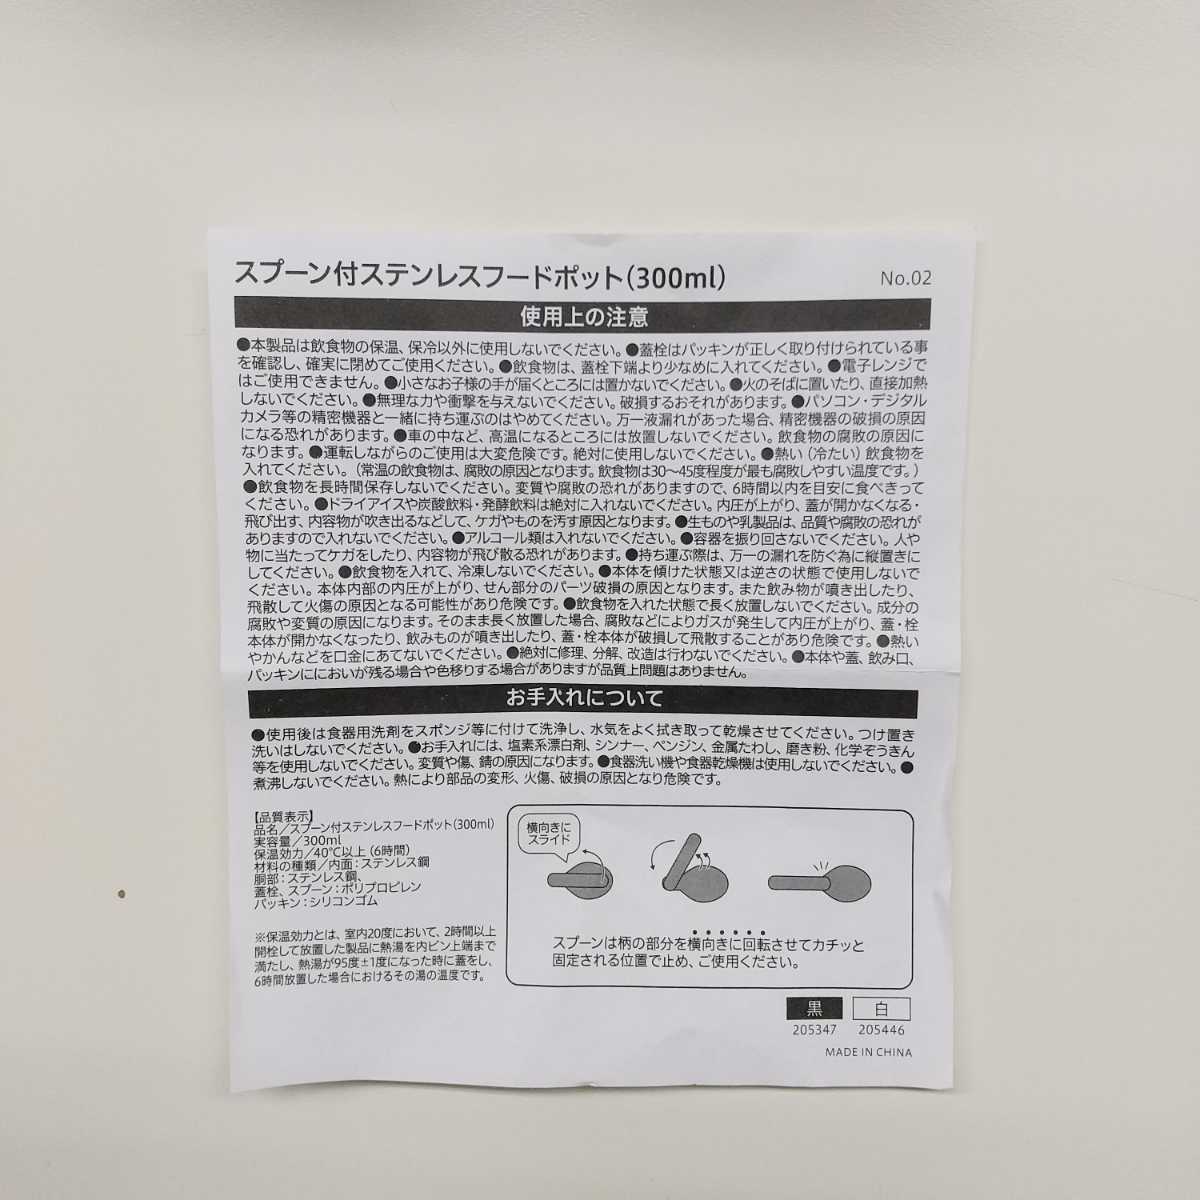 スプーン付ステンレスフードポット(300ml)
No.02
使用上の注意
●本製品は飲食物の保温、保冷以外に使用しないでください。●蓋栓はパッキンが正しく取り付けられている事
を確認し、確実に閉めてご使用ください。●飲食物は、蓋栓下端より少なめに入れてください。●電子レンジで
はご使用できません。●小さなお子様の手が届くところには置かないでください。●火のそばに置いたり、直接加熱
しないでください。●無理な力や衝撃を与えないでください。破損するおそれがあります。●パソコン・デジタル
カメラ等の精密機器と一緒に持ち運ぶのはやめてください。万一液漏れがあった場合、精密機器の破損の原因
になる恐れがあります。●車の中など、高温になるところには放置しないでください。飲食物の腐敗の原因に
なります。●運転しながらのご使用は大変危険です。絶対に使用しないでください。●熱い(冷たい)飲食物を
入れてください。(常温の飲食物は、腐敗の原因となります。飲食物は30〜45度程度が最も腐敗しやすい温度です。)
●飲食物を長時間保存しないでください。変質や腐敗の恐れがありますので、6時間以内を目安に食べきって
ください。●ドライアイスや炭酸飲料・発酵飲料は絶対に入れないでください。内圧が上がり、蓋が開かなくなる・
飛び出す、内容物が吹き出るなどして、ケガやものを汚す原因となります。●生ものや乳製品は、品質や腐敗の恐れが
ありますので入れないでください。●アルコール類は入れないでください。●容器を振り回さないでください。人や
物に当たってケガをしたり、内容物が飛び散る恐れがあります。●持ち運ぶ際は、万一の漏れを防ぐ為に縦置きに
してください。●飲食物を入れて、冷凍しないでください。●本体を傾けた状態又は逆さの状態で使用しないで
ください。本体内部の内圧が上がり、せん部分のパーツ破損の原因となります。また飲み物が噴き出したり、
飛散して火傷の原因となる可能性があり危険です。●飲食物を入れた状態で長く放置しないでください。成分の
腐敗や変質の原因になります。そのまま長く放置した場合、腐敗などによりガスが発生して内圧が上がり、蓋・栓
本体が開かなくなったり、飲みものが噴き出したり、蓋・栓本体が破損して飛散することがあり危険です。●熱い
やかんなどを口金にあてないでください。●絶対に修理、分解、改造は行わないでください。●本体や蓋、飲み口、
パッキンににおいが残る場合や色移りする場合がありますが品質上問題はありません。
お手入れについて
●使用後は食器用洗剤をスポンジ等に付けて洗浄し、水気をよく拭き取って乾燥させてください。つけ置き
洗いはしないでください。●お手入れには、塩素系漂白剤、シンナー、ベンジン、金属たわし、磨き粉、化学ぞうきん
等を使用しないでください。変質や傷、錆の原因になります。●食器洗い機や食器乾燥機は使用しないでください。●
煮沸しないでください。熱により部品の変形、火傷、破損の原因となり危険です。
【品質表示】
品名/スプーン付ステンレスフードポット(300ml)
実容量/300ml
保温効力/40℃以上(6時間)
材料の種類/内面:ステンレス鋼
胴部:ステンレス鋼、
蓋栓、スプーン:ポリプロピレン
パッキン:シリコンゴム
※保温効力とは、室内20度において、2時間以上
開栓して放置した製品に熱湯を内ビン上端まで
満たし、熱湯が95度±1度になった時に蓋をし、
6時間放置した場合におけるその湯の温度です。
横向きに
スライド
スプーンは柄の部分を横向きに回転させてカチッと
固定される位置で止め、ご使用ください。
黒 白
205347 205446
MADE IN CHINA